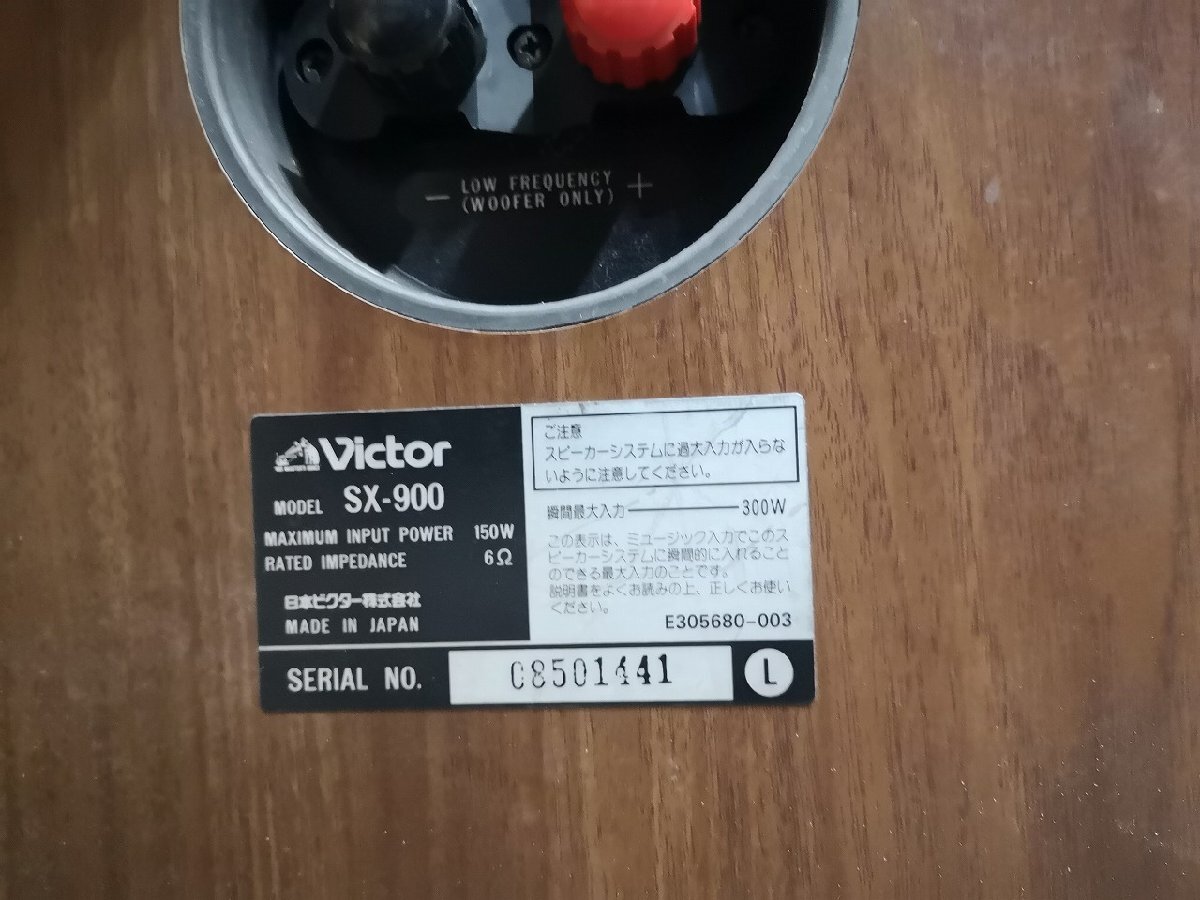 − LOW FREQUENCY +
(WOOFER ONLY)
Victor
MODEL SX-900
MAXIMUM INPUT POWER 150W
RATED IMPEDANCE 6Ω
日本ビクター株式会社
MADE IN JAPAN
ご注意
スピーカーシステムに過大入力が入らな
いように注意してください。
瞬間最大入力 300W
この表示は、ミュージック入力でこのス
ピーカーシステムに瞬間的に入れること
のできる最大入力のことです。
説明書をよくお読みの上、正しくお使い
ください。
E305680-003
SERIAL NO. 08501441 L